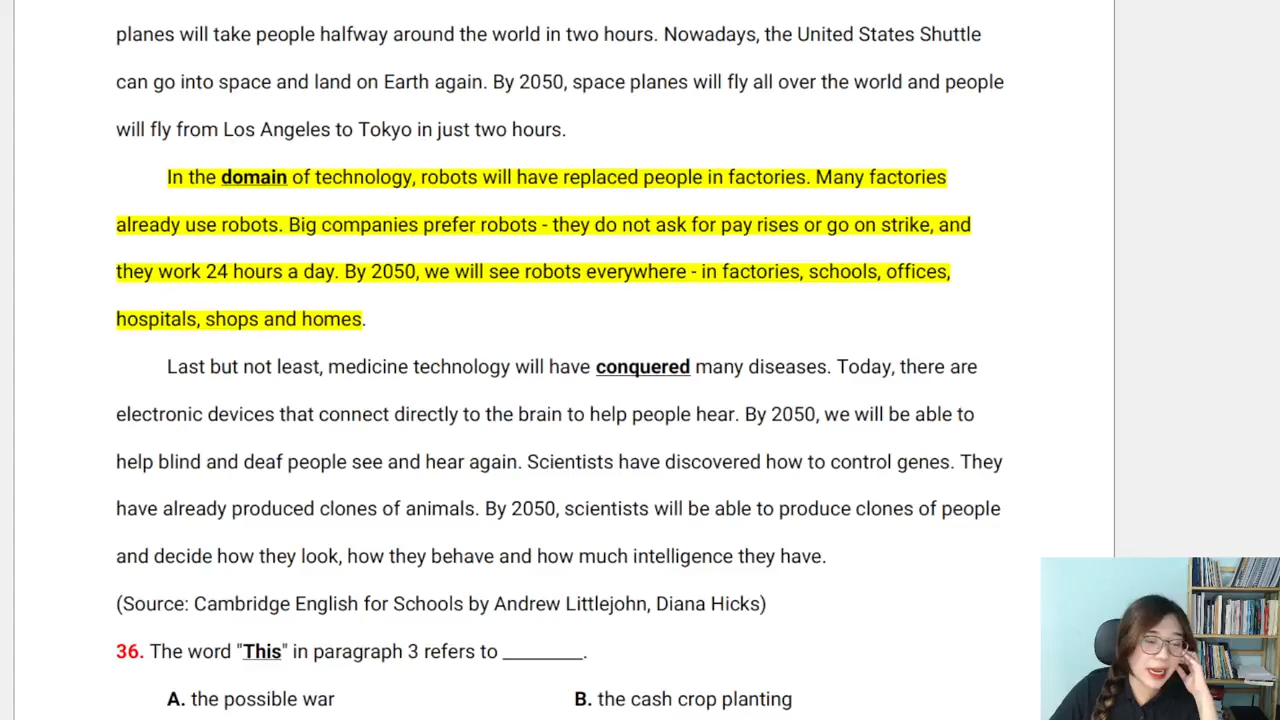 planes will take people halfway around the world in two hours. Nowadays, the United States Shuttle
can go into space and land on Earth again. By 2050, space planes will fly all over the world and people
will fly from Los Angeles to Tokyo in just two hours.
In the domain of technology, robots will have replaced people in factories. Many factories
already use robots. Big companies prefer robots - they do not ask for pay rises or go on strike, and
they work 24 hours a day. By 2050, we will see robots everywhere - in factories, schools, offices,
hospitals, shops and homes.
Last but not least, medicine technology will have conquered many diseases. Today, there are
electronic devices that connect directly to the brain to help people hear. By 2050, we will be able to
help blind and deaf people see and hear again. Scientists have discovered how to control genes. They
have already produced clones of animals. By 2050, scientists will be able to produce clones of people
and decide how they look, how they behave and how much intelligence they have.
(Source: Cambridge English for Schools by Andrew Littlejohn, Diana Hicks)
36. The word "This" in paragraph 3 refers to ________.
A. the possible war B. the cash crop planting